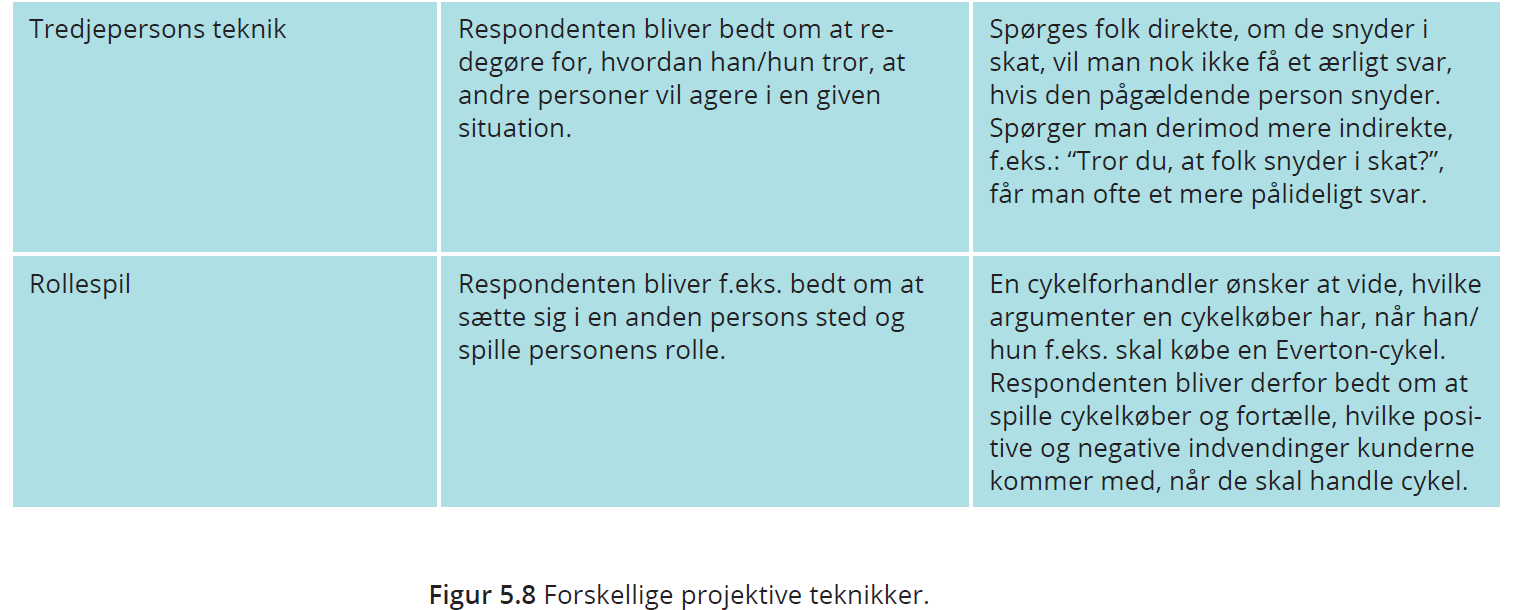 Tredjepersons teknik
Respondenten bliver bedt om at re-
degøre for, hvordan han/hun tror, at
andre personer vil agere i en given
situation.
Spørges folk direkte, om de snyder i
skat, vil man nok ikke få et ærligt svar,
hvis den pågældende person snyder.
Spørger man derimod mere indirekte,
f.eks.: “Tror du, at folk snyder i skat?”,
får man ofte et mere pålideligt svar.
Rollespil
Respondenten bliver f.eks. bedt om at
sætte sig i en anden persons sted og
spille personens rolle.
En cykelforhandler ønsker at vide, hvilke
argumenter en cykelkøber har, når han/
hun f.eks. skal købe en Everton-cykel.
Respondenten bliver derfor bedt om at
spille cykelkøber og fortælle, hvilke posi-
tive og negative indvendinger kunderne
kommer med, når de skal handle cykel.
Figur 5.8 Forskellige projektive teknikker.